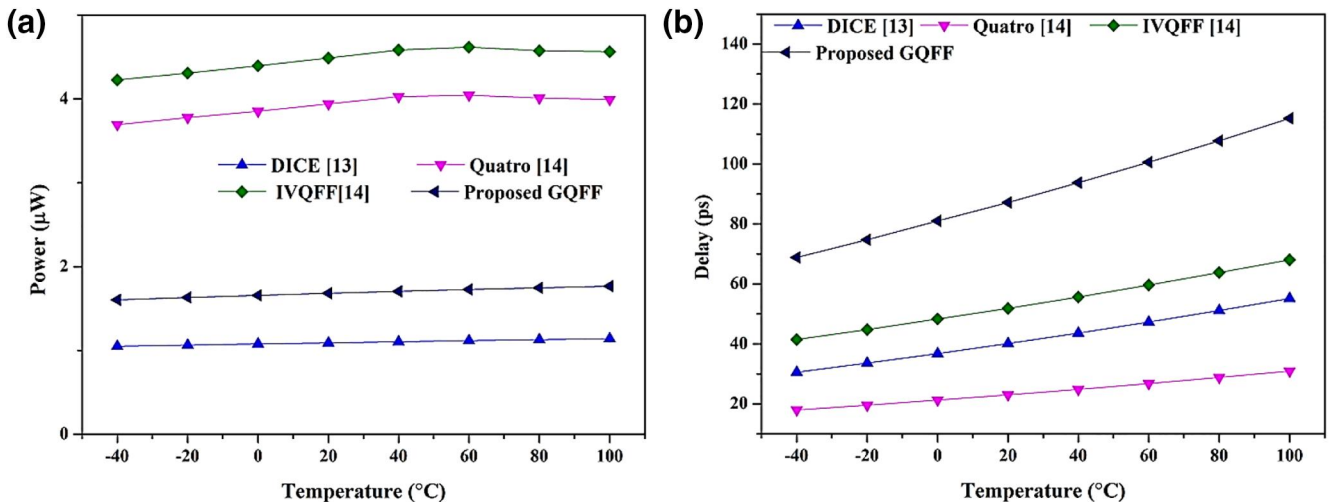 (a)
4
2
0
Power (μW)
DICE [13]
Quatro [14]
IVQFF[14]
Proposed GQFF
-40 -20 0 20 40 60 80 100
Temperature (°C)
(b)
DICE [13] Quatro [14] IVQFF [14]
Proposed GQFF
140
120
100
80
60
40
20
Delay (ps)
-40 -20 0 20 40 60 80 100
Temperature (°C)